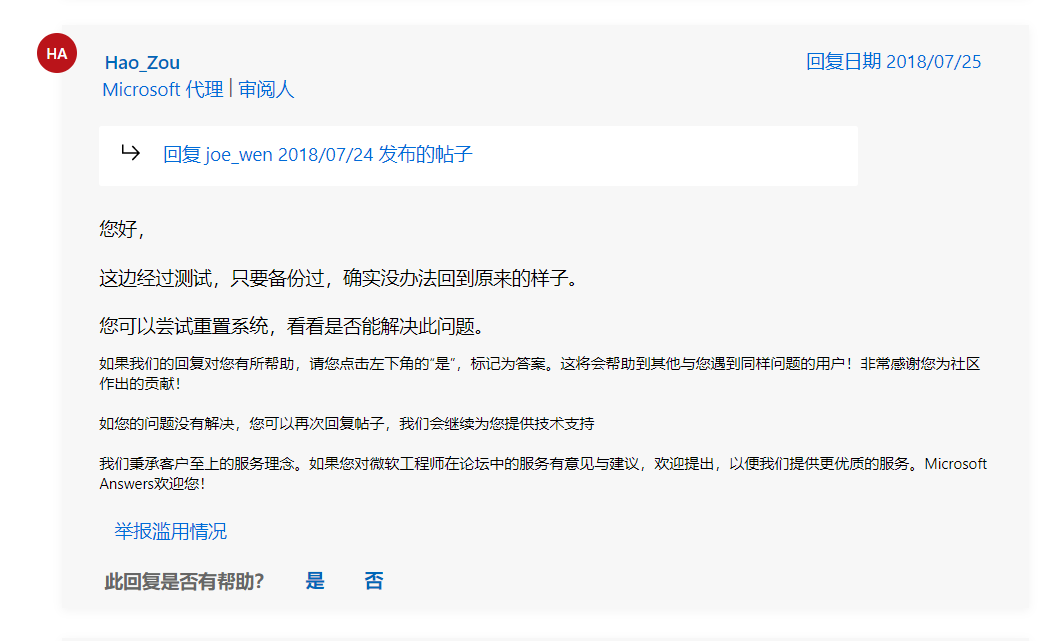 HA
Hao_Zou
回复日期 2018/07/25
Microsoft 代理 | 审阅人
回复 joe_wen 2018/07/24 发布的帖子
您好，
这边经过测试，只要备份过，确实没办法回到原来的样子。
您可以尝试重置系统，看看是否能解决此问题。
如果我们的回复对您有所帮助，请您点击左下角的“是”，标记为答案。这将会帮助到其他与您遇到同样问题的用户！非常感谢您为社区
作出的贡献！
如您的问题没有解决，您可以再次回复帖子，我们会继续为您提供技术支持
我们秉承客户至上的服务理念。如果您对微软工程师在论坛中的服务有意见与建议，欢迎提出，以便我们提供更优质的服务。Microsoft
Answers欢迎您！
举报滥用情况
此回复是否有帮助？ 是 否